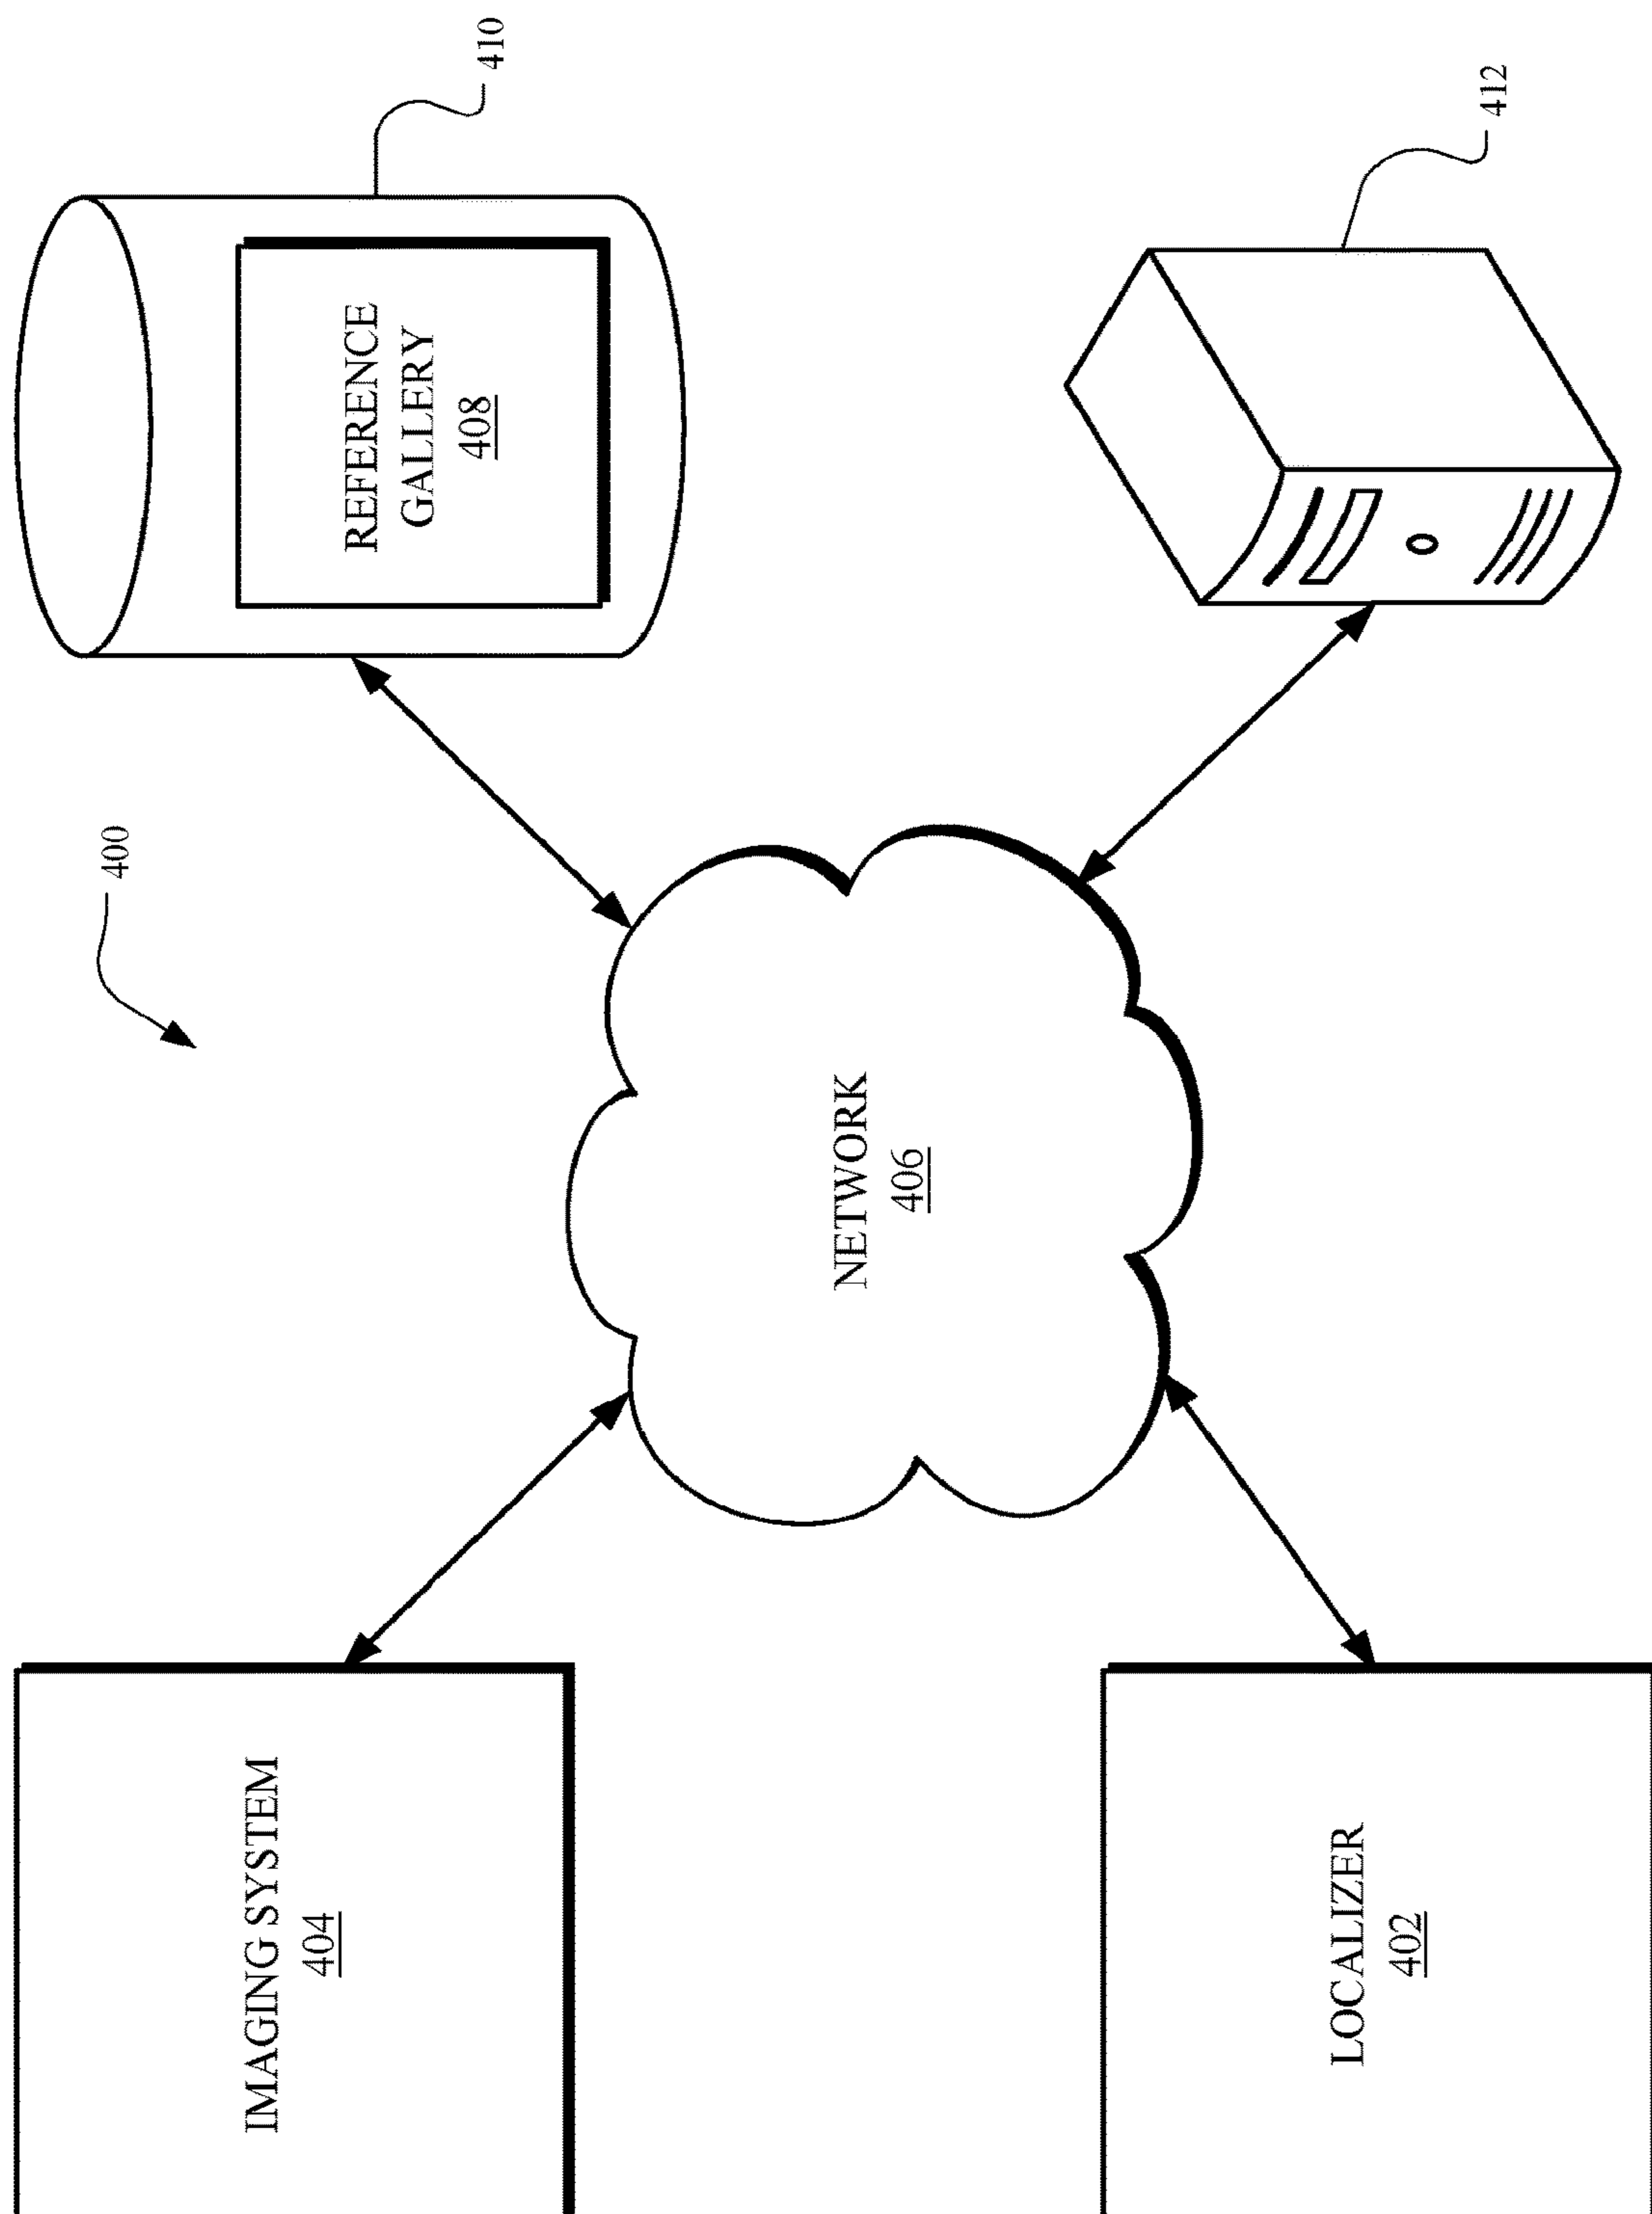 400
IMAGING SYSTEM
404
REFERENCE
GALLERY
408
410
NETWORK
406
LOCALIZER
402
412